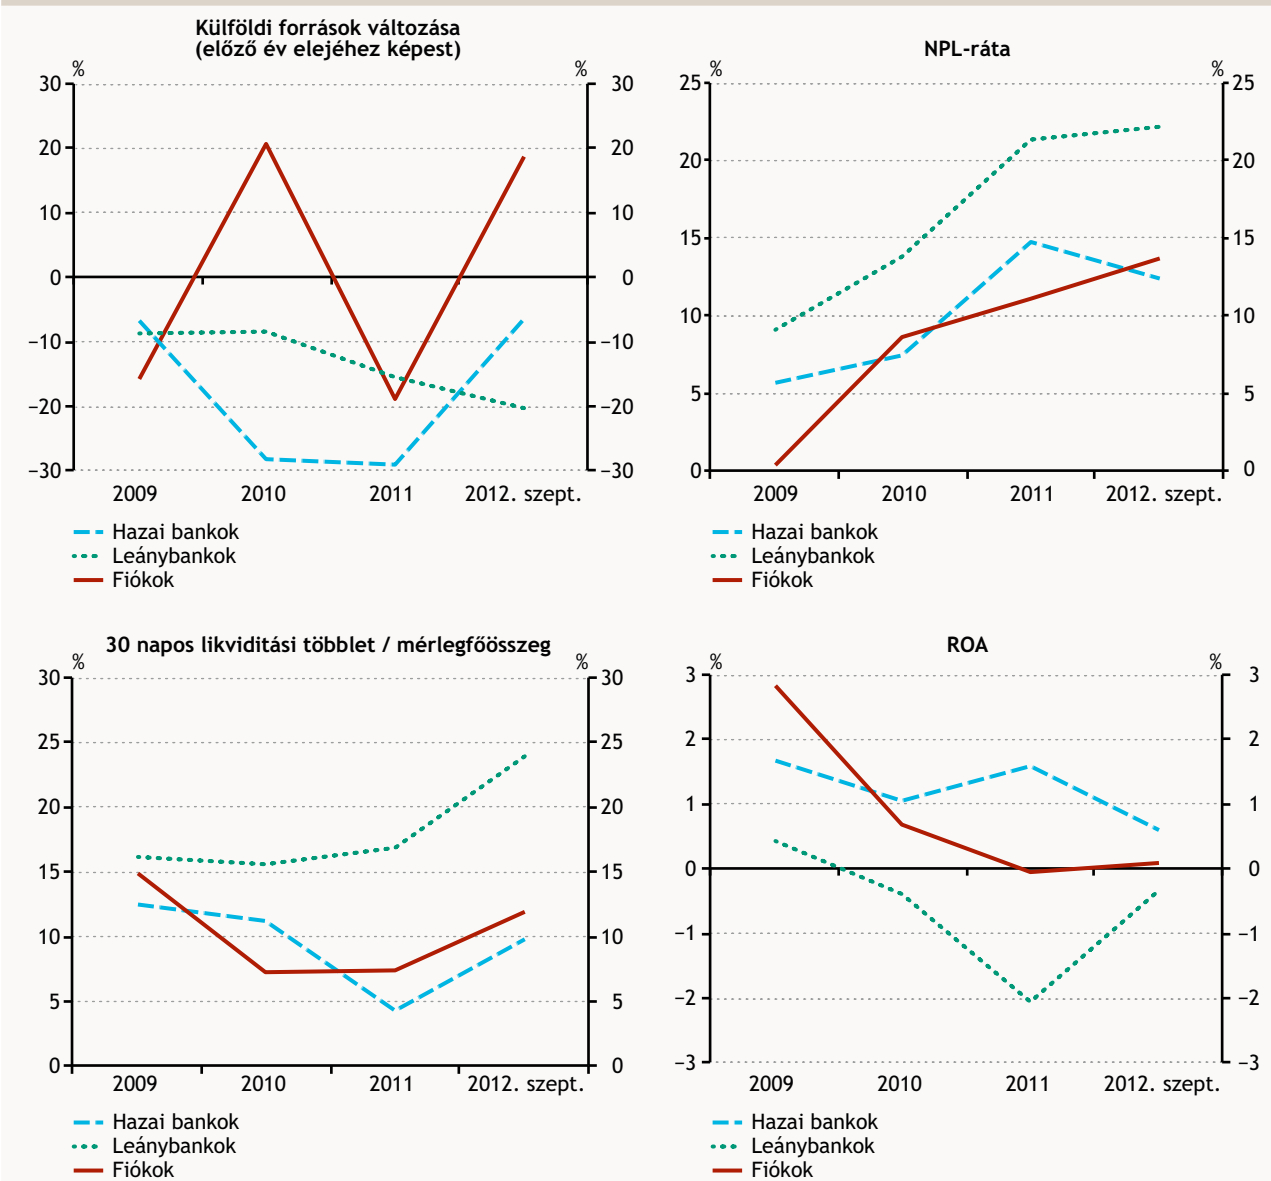 Külföldi források változása
(előző év elejéhez képest)
% %
30 30
20 20
10 10
0 0
−10 −10
−20 −20
−30 −30
2009 2010 2011 2012. szept.
Hazai bankok
Leánybankok
Fiókok
NPL-ráta
% %
25 25
20 20
15 15
10 10
5 5
0 0
2009 2010 2011 2012. szept.
Hazai bankok
Leánybankok
Fiókok
30 napos likviditási többlet / mérlegfőösszeg
% %
30 30
25 25
20 20
15 15
10 10
5 5
0 0
2009 2010 2011 2012. szept.
Hazai bankok
Leánybankok
Fiókok
ROA
% %
3 3
2 2
1 1
0 0
−1 −1
−2 −2
−3 −3
2009 2010 2011 2012. szept.
Hazai bankok
Leánybankok
Fiókok